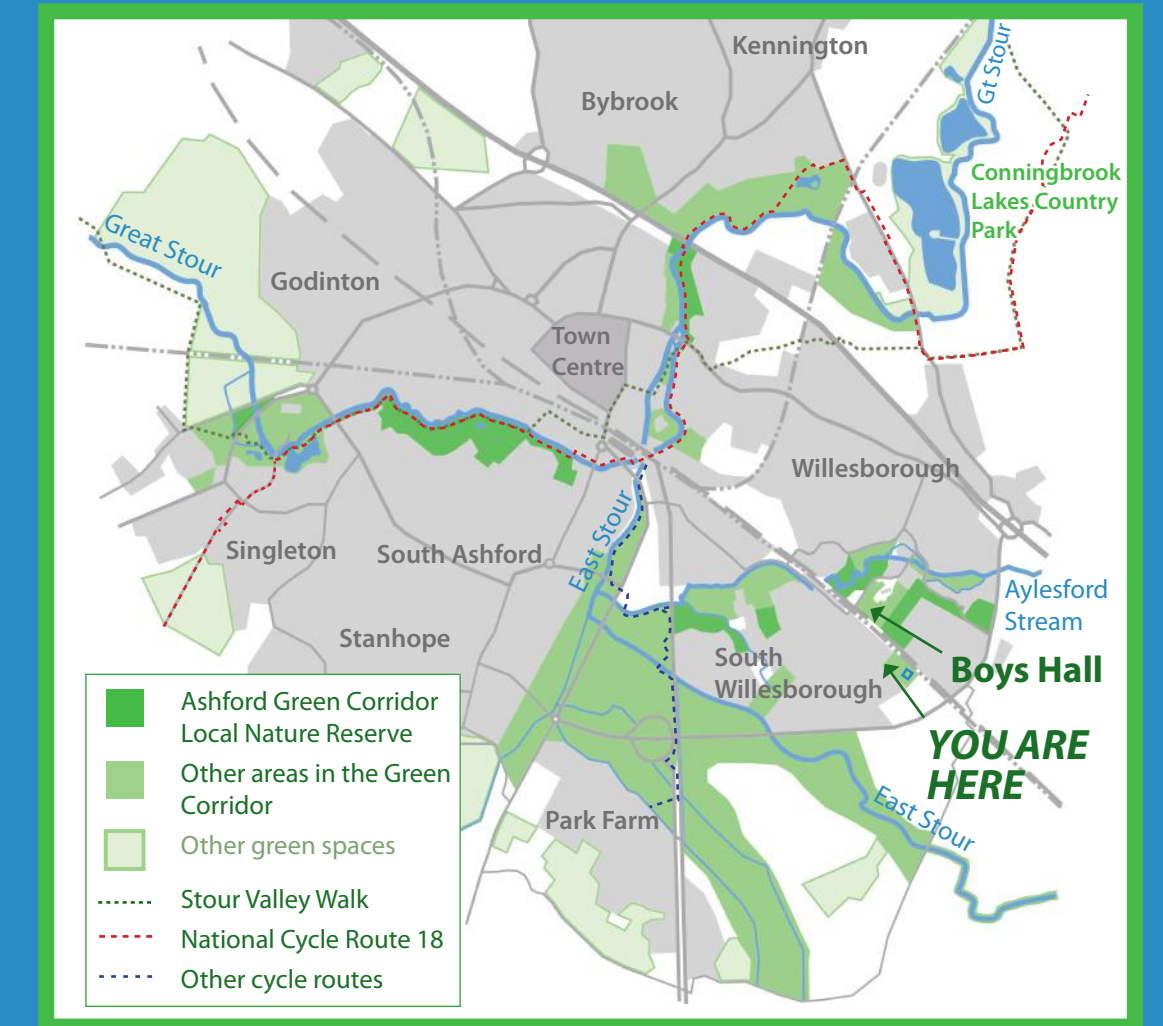 Kennington
Bybrook
Gt Stour
Conningbrook
Lakes Country
Park
Great Stour
Godinton
Town
Centre
Willesborough
Singleton
South Ashford
East Stour
Aylesford
Stream
Stanhope
South
Willesborough
Boys Hall
YOU ARE
HERE
Park Farm
East Stour
Ashford Green Corridor
Local Nature Reserve
Other areas in the Green
Corridor
Other green spaces
Stour Valley Walk
National Cycle Route 18
Other cycle routes